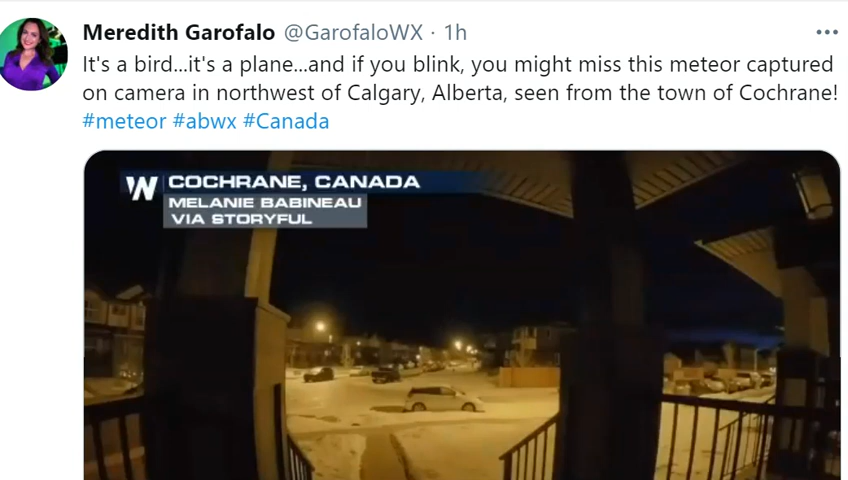 Meredith Garofalo @GarofaloWX · 1h
It's a bird...it's a plane...and if you blink, you might miss this meteor captured
on camera in northwest of Calgary, Alberta, seen from the town of Cochrane!
#meteor #abwx #Canada
W COCHRANE, CANADA
MELANIE BABINEAU
VIA STORYFUL